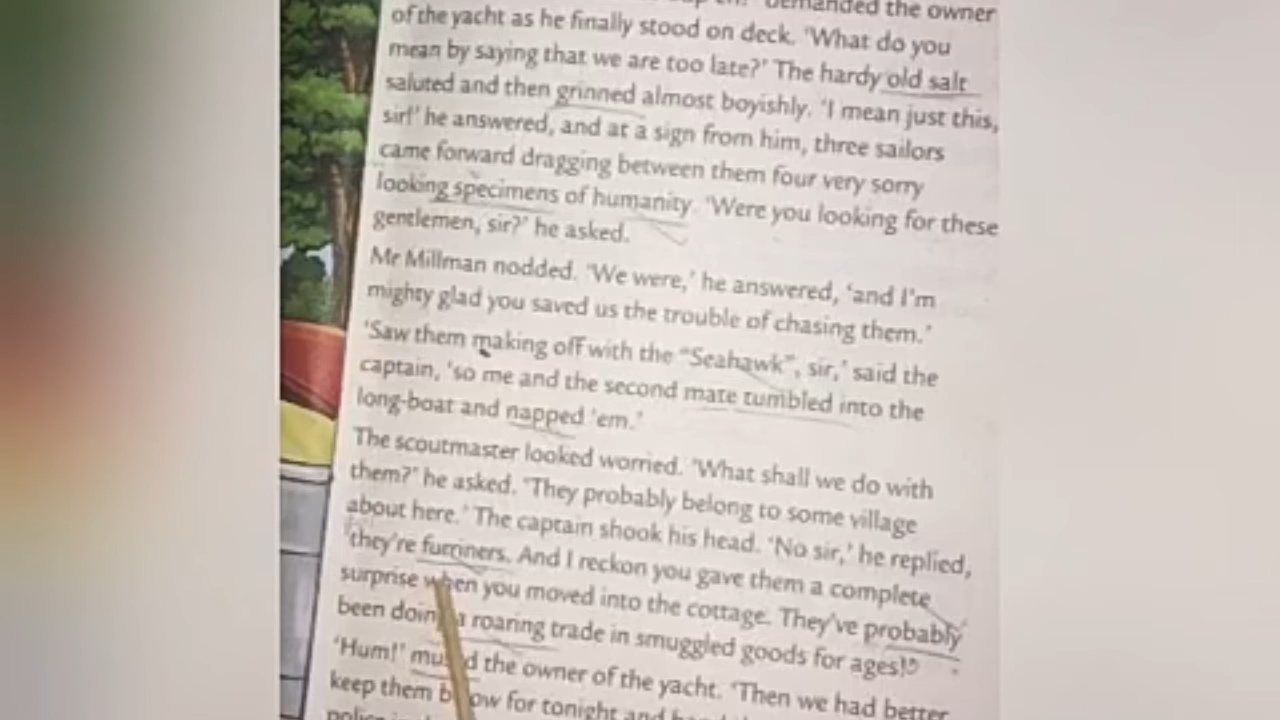 demanded the owner
of the yacht as he finally stood on deck. 'What do you
mean by saying that we are too late?' The hardy old salt
saluted and then grinned almost boyishly. 'I mean just this,
sir!' he answered, and at a sign from him, three sailors
came forward dragging between them four very sorry
looking specimens of humanity. 'Were you looking for these
gentlemen, sir?' he asked.
Mr Millman nodded. 'We were,' he answered, 'and I'm
mighty glad you saved us the trouble of chasing them.'
'Saw them making off with the "Seahawk", sir,' said the
captain, 'so me and the second mate tumbled into the
long-boat and napped 'em.'
The scoutmaster looked worried. 'What shall we do with
them?' he asked. 'They probably belong to some village
about here.' The captain shook his head. 'No sir,' he replied,
'they're furriners. And I reckon you gave them a complete
surprise when you moved into the cottage. They've probably
been doing a roaring trade in smuggled goods for ages!'
'Hum!' mused the owner of the yacht. 'Then we had better
keep them below for tonight and